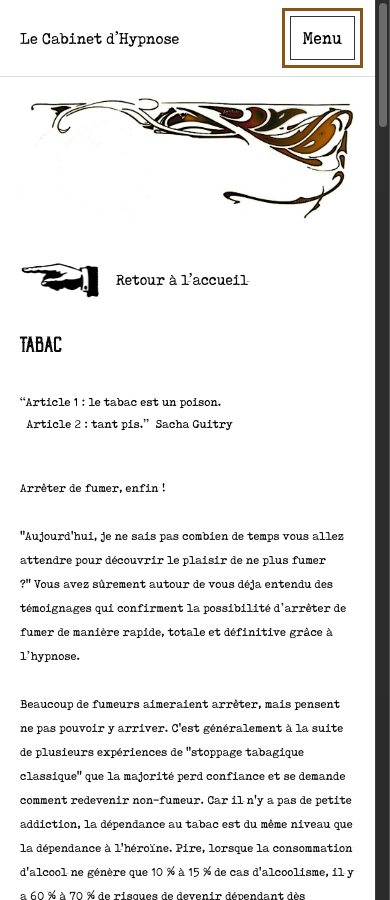 Le Cabinet d'Hypnose
Menu
Retour à l'accueil
TABAC
“Article 1 : le tabac est un poison.
Article 2 : tant pis.” Sacha Guitry
Arrêter de fumer, enfin !
"Aujourd'hui, je ne sais pas combien de temps vous allez
attendre pour découvrir le plaisir de ne plus fumer
?" Vous avez sûrement autour de vous déja entendu des
témoignages qui confirment la possibilité d'arrêter de
fumer de manière rapide, totale et définitive grâce à
l'hypnose.
Beaucoup de fumeurs aimeraient arrêter, mais pensent
ne pas pouvoir y arriver. C'est généralement à la suite
de plusieurs expériences de "stoppage tabagique
classique" que la majorité perd confiance et se demande
comment redevenir non-fumeur. Car il n'y a pas de petite
addiction, la dépendance au tabac est du même niveau que
la dépendance à l'héroïne. Pire, lorsque la consommation
d'alcool ne génère que 10 % à 15 % de cas d'alcoolisme, il y
a 60 % à 70 % de risques de devenir dépendant dès